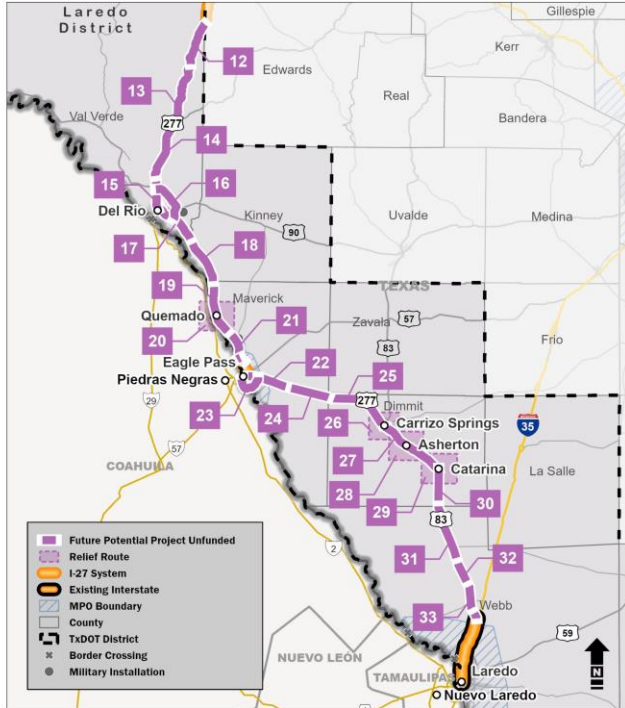 Laredo
District
Gillespie
Kerr
12
Edwards
Real
Bandera
13
Val Verde
277
14
15
16
Del Rio
Kinney
Uvalde
Medina
90
17
18
19
Maverick
TEXAS
Quemado
21
Zavala
57
20
83
Frio
Eagle Pass
22
25
Piedras Negras
277
Dimmit
29
23
24
26
Carrizo Springs
35
57
27
Asherton
COAHUILA
28
Catarina
La Salle
29
30
83
2
31
32
33
Webb
59
NUEVO LEÓN
TAMAULIPAS
Laredo
Nuevo Laredo
N
Future Potential Project Unfunded
Relief Route
I-27 System
Existing Interstate
MPO Boundary
County
TxDOT District
Border Crossing
Military Installation